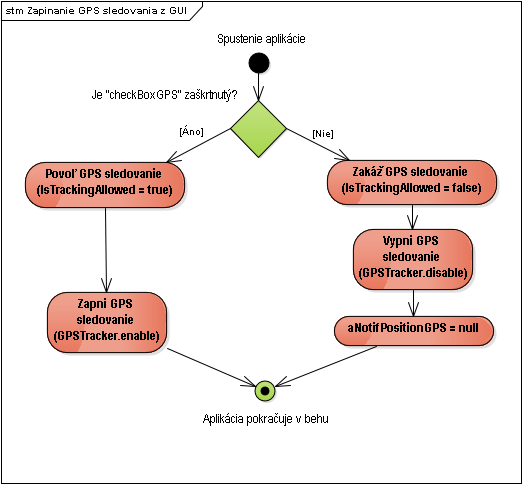 stm Zapinanie GPS sledovania z GUI
Spustenie aplikácie
Je "checkBoxGPS" zaškrtnutý?
[Áno]
[Nie]
Povoľ GPS sledovanie
(IsTrackingAllowed = true)
Zakáž GPS sledovanie
(IsTrackingAllowed = false)
Vypni GPS
sledovanie
(GPSTracker.disable)
Zapni GPS
sledovanie
(GPSTracker.enable)
aNotifPositionGPS = null
Aplikácia pokračuje v behu